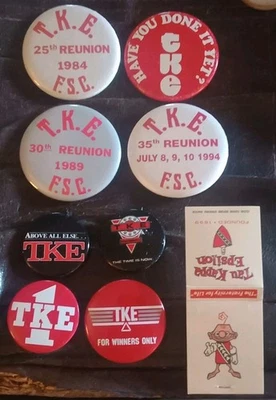 T.K.E.
25th REUNION
1984
F.S.C.
HAVE YOU DONE IT YET?
tke
T.K.E.
30th REUNION
1989
F.S.C.
T.K.E.
35th REUNION
JULY 8, 9, 10 1994
F.S.C.
ABOVE ALL ELSE...
TKE
THE TIME IS NOW
1
TKE
TKE
FOR WINNERS ONLY
Tau Kappa
Epsilon
"The Fraternity for Life"